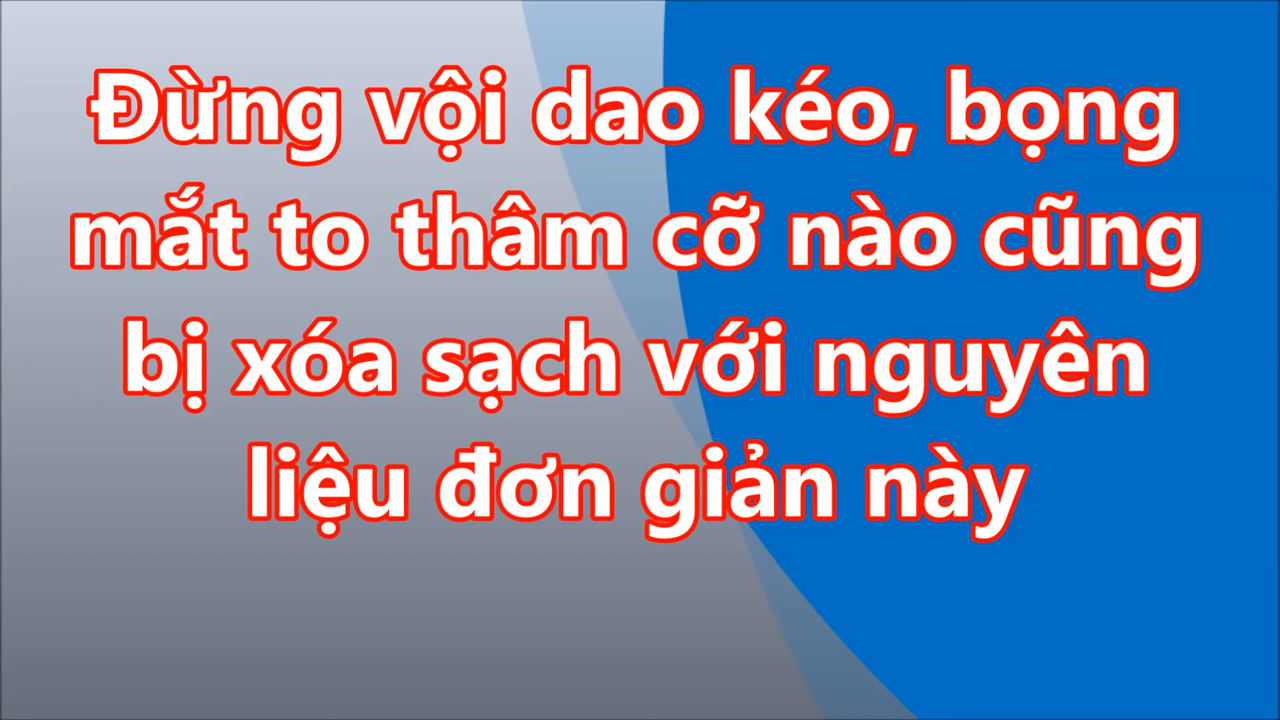 Đừng vội dao kéo, bọng
mắt to thâm cỡ nào cũng
bị xóa sạch với nguyên
liệu đơn giản này